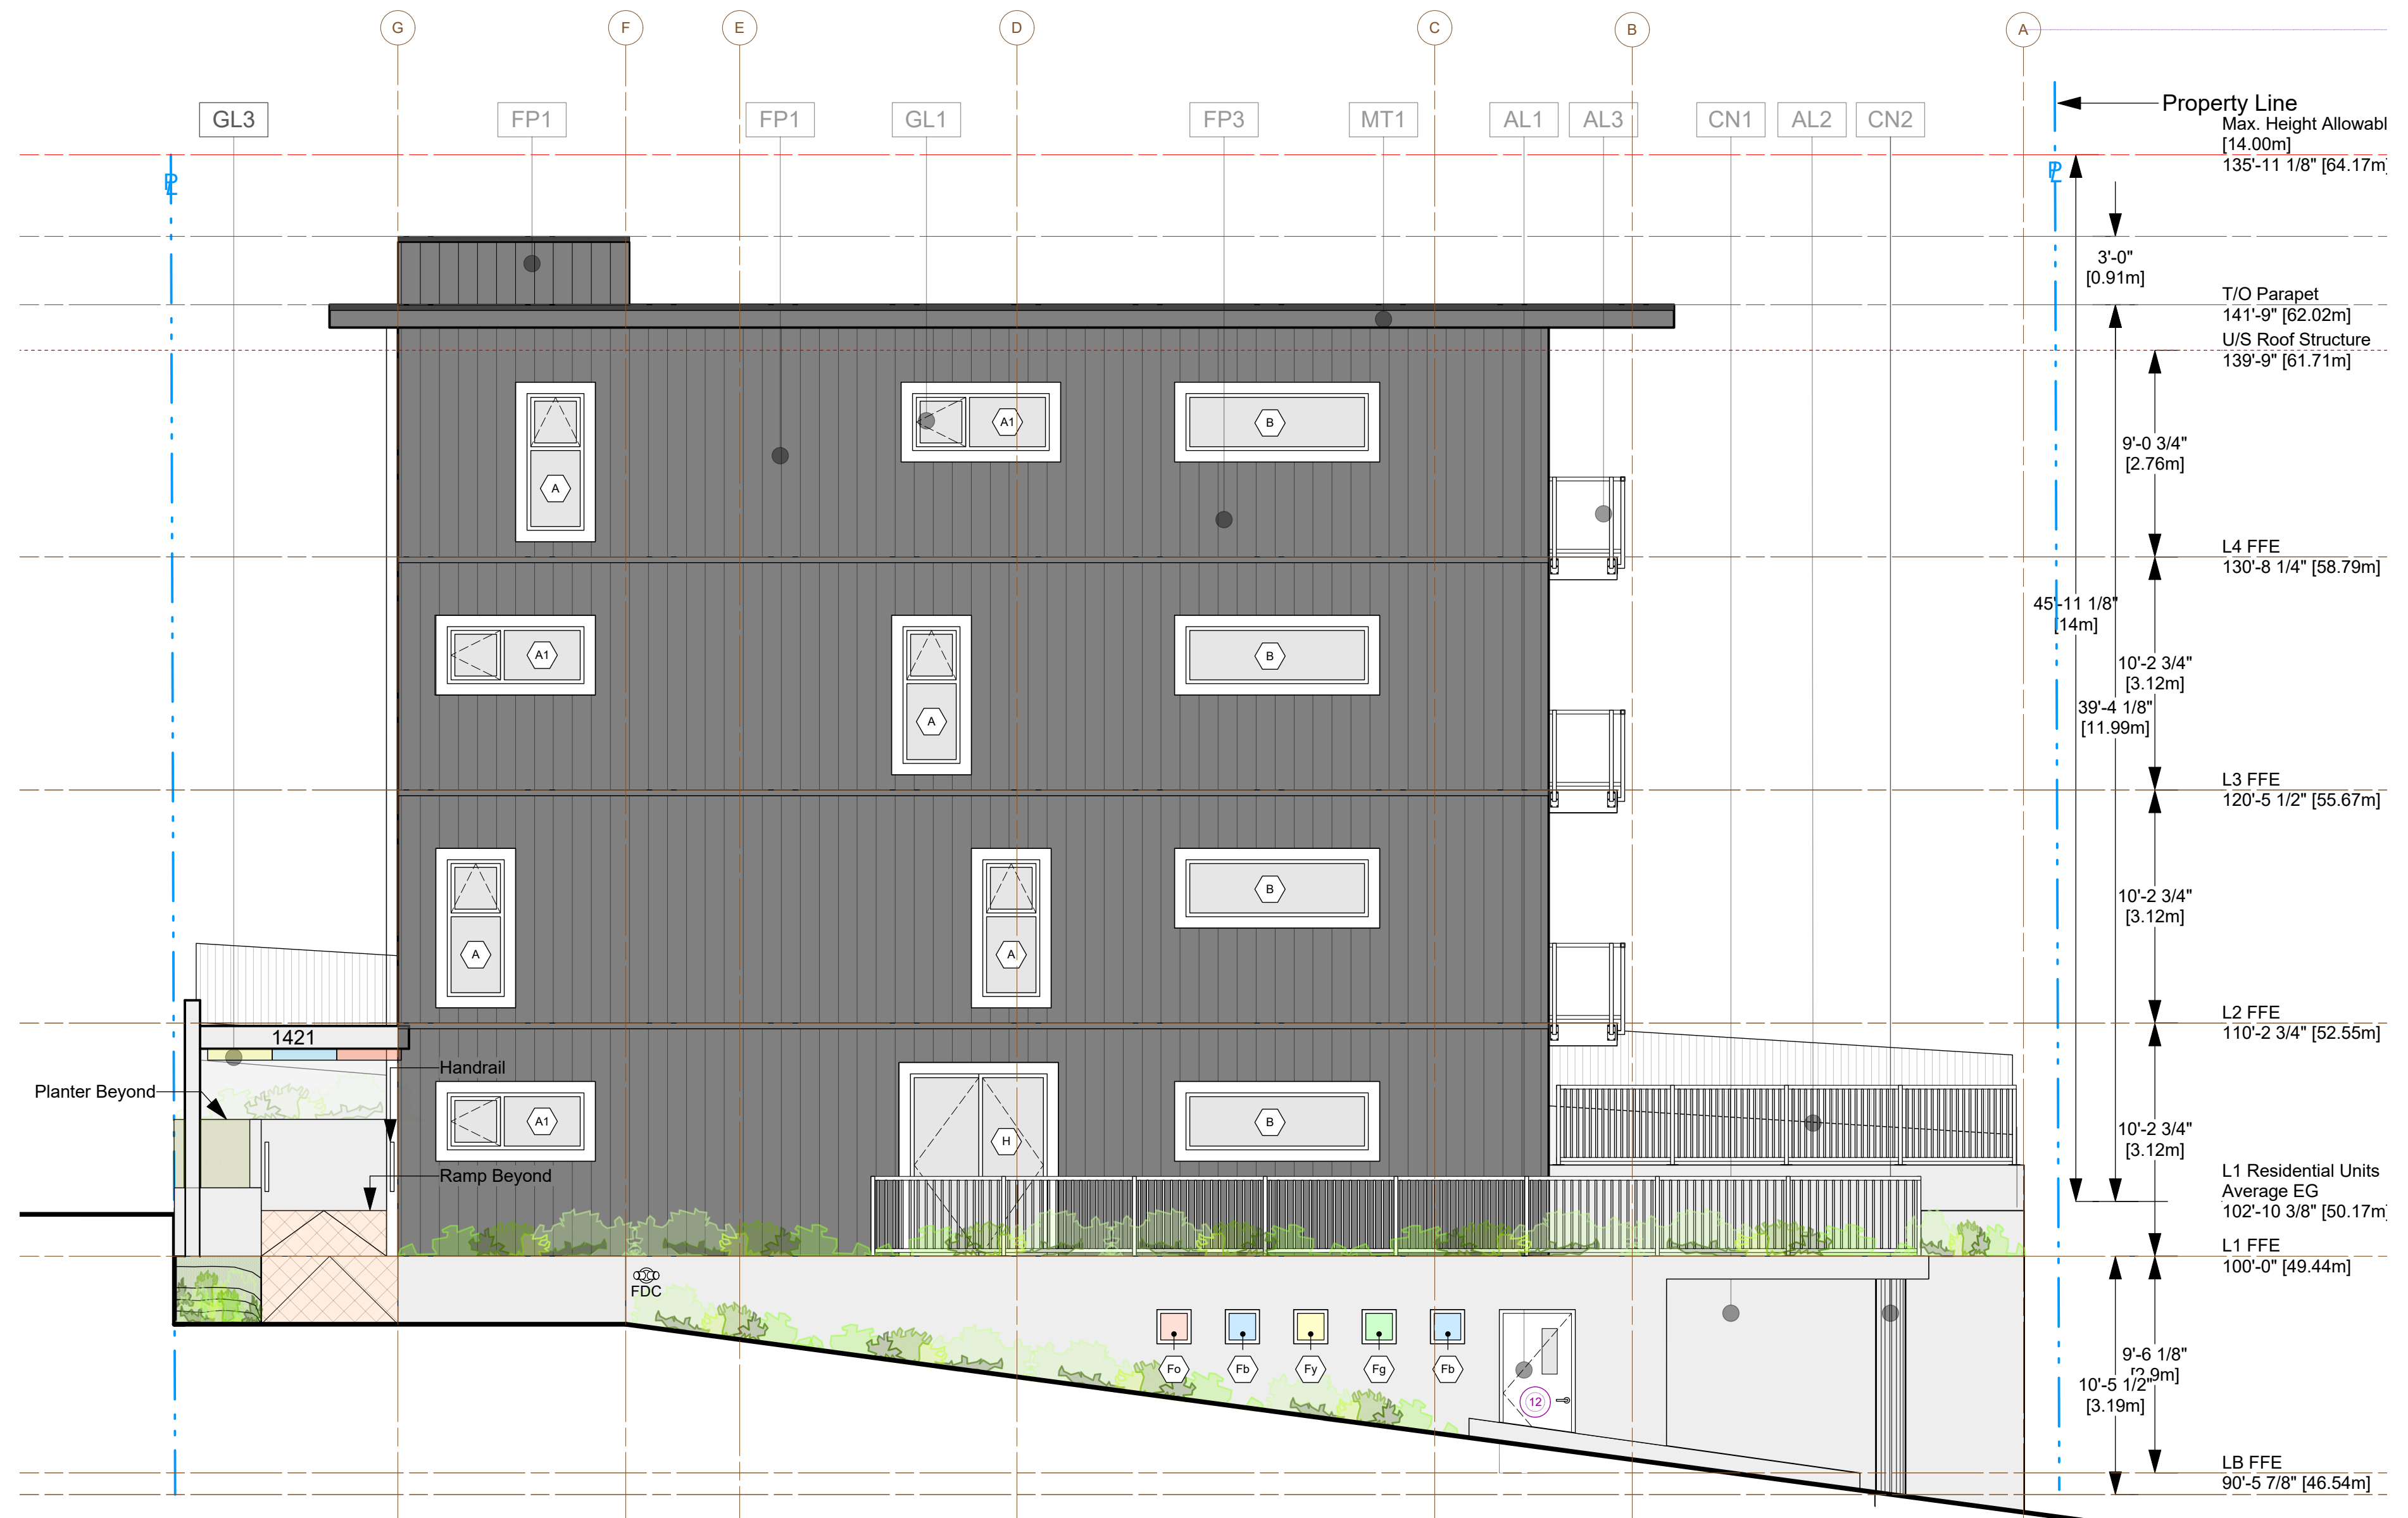 G
F
E
D
C
B
A
GL3
FP1
FP1
GL1
FP3
MT1
AL1
AL3
CN1
AL2
CN2
Property Line
Max. Height Allowabl
[14.00m]
135'-11 1/8" [64.17m]
3'-0"
[0.91m]
T/O Parapet
141'-9" [62.02m]
U/S Roof Structure
139'-9" [61.71m]
A1
B
9'-0 3/4"
[2.76m]
A
L4 FFE
130'-8 1/4" [58.79m]
45'-11 1/8"
[14m]
A1
B
10'-2 3/4"
[3.12m]
A
39'-4 1/8"
[11.99m]
L3 FFE
120'-5 1/2" [55.67m]
B
10'-2 3/4"
[3.12m]
A
A
L2 FFE
110'-2 3/4" [52.55m]
1421
Handrail
Planter Beyond
A1
H
B
10'-2 3/4"
[3.12m]
Ramp Beyond
L1 Residential Units
Average EG
102'-10 3/8" [50.17m]
L1 FFE
100'-0" [49.44m]
FDC
Fo
Fb
Fy
Fg
Fb
12
9'-6 1/8"
[2.9m]
10'-5 1/2"
[3.19m]
LB FFE
90'-5 7/8" [46.54m]